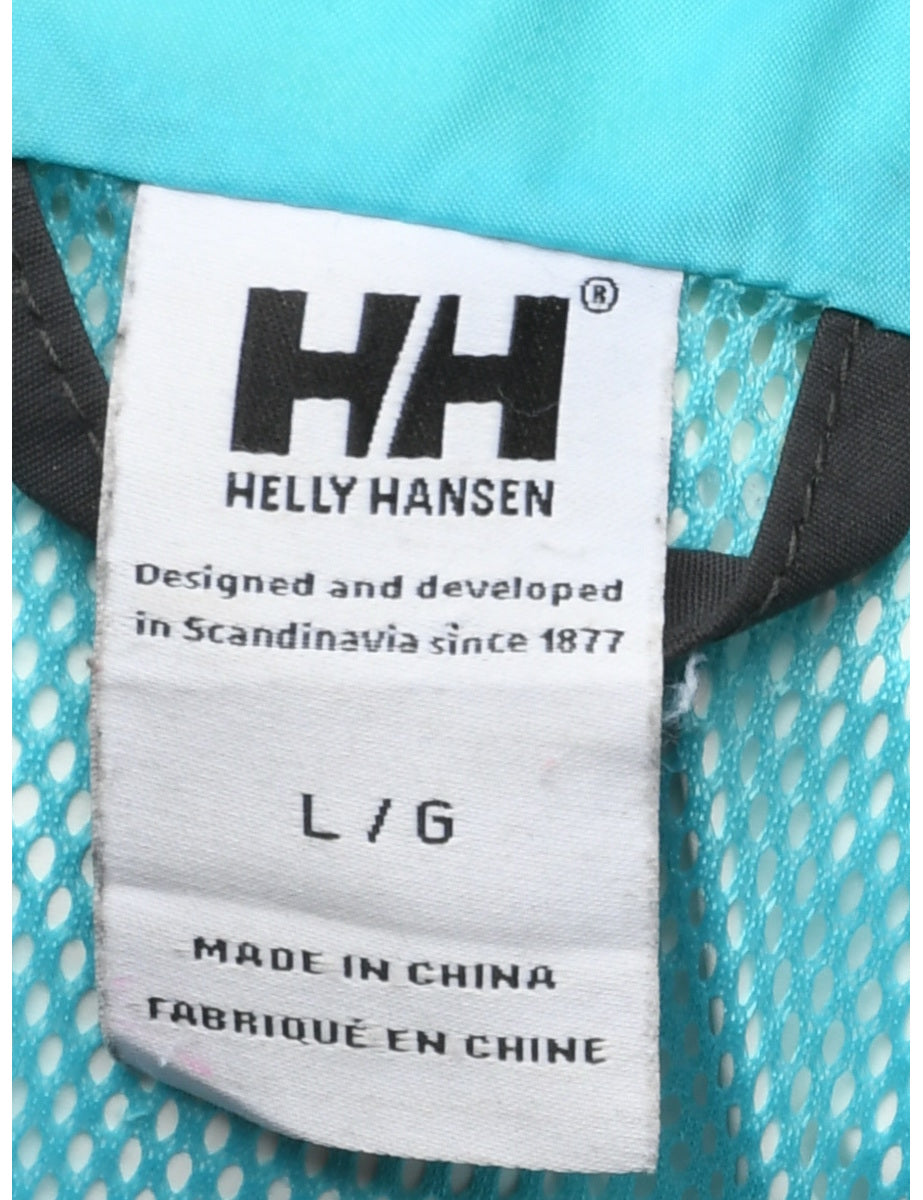 HH®
HELLY HANSEN
Designed and developed
in Scandinavia since 1877
L / G
MADE IN CHINA
FABRIQUÉ EN CHINE